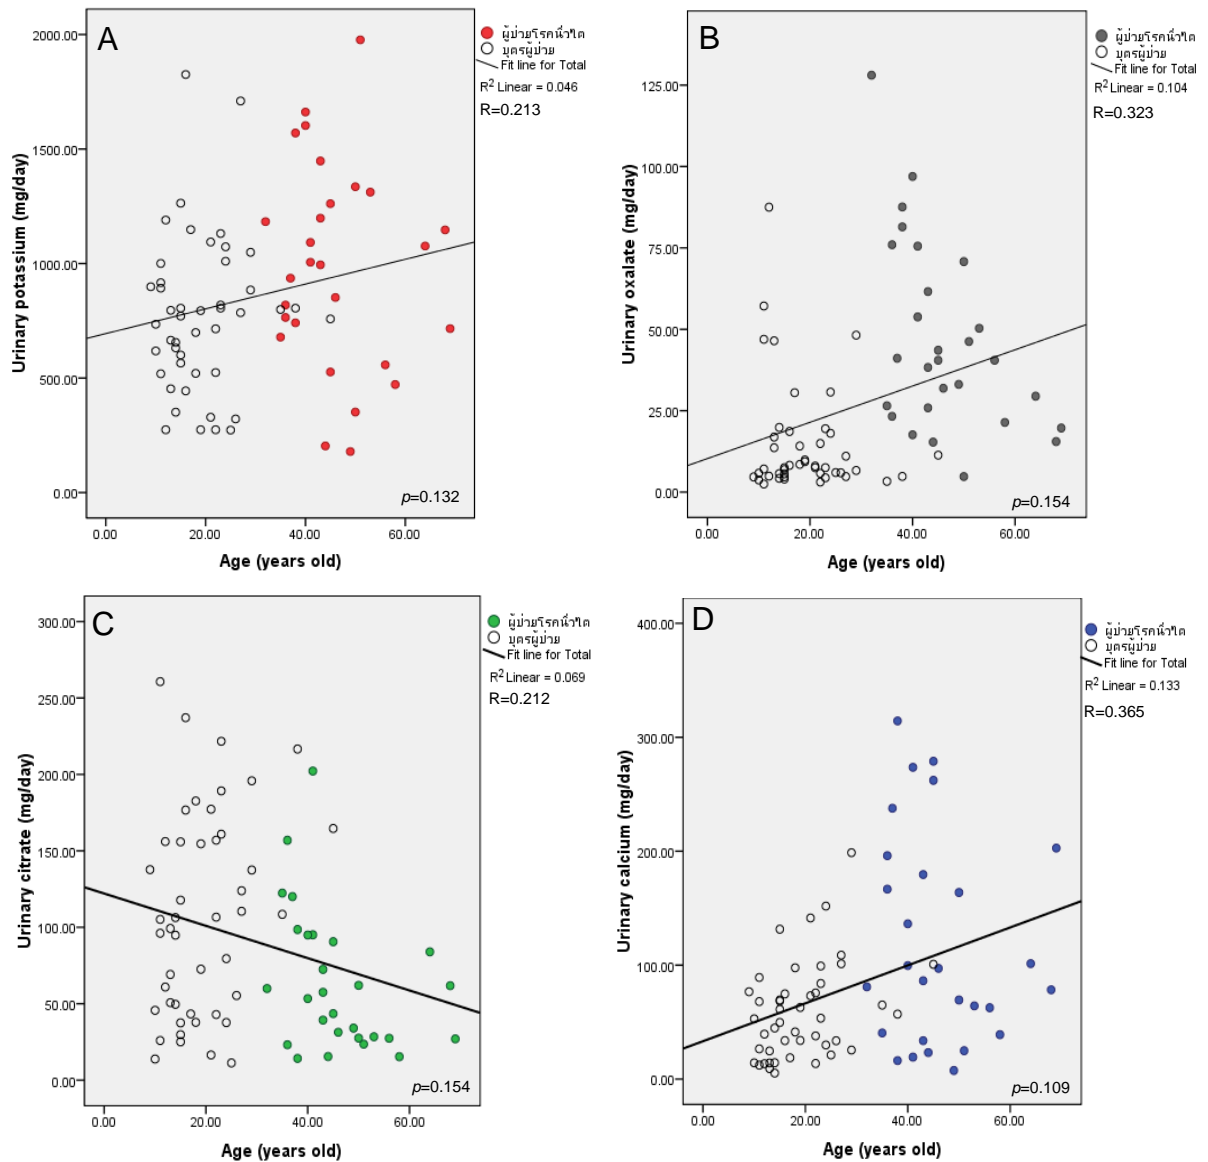 A
2000.00
1500.00
1000.00
500.00
0.00
Urinary potassium (mg/day)
0.00 20.00 40.00 60.00
Age (years old)
p=0.132
ผู้ป่วยโรคนิ่วไต
บุตรผู้ป่วย
Fit line for Total
R² Linear = 0.046
R=0.213
B
125.00
100.00
75.00
50.00
25.00
0.00
Urinary oxalate (mg/day)
0.00 20.00 40.00 60.00
Age (years old)
p=0.154
ผู้ป่วยโรคนิ่วไต
บุตรผู้ป่วย
Fit line for Total
R² Linear = 0.104
R=0.323
C
300.00
250.00
200.00
150.00
100.00
50.00
0.00
Urinary citrate (mg/day)
0.00 20.00 40.00 60.00
Age (years old)
p=0.154
ผู้ป่วยโรคนิ่วไต
บุตรผู้ป่วย
Fit line for Total
R² Linear = 0.069
R=0.212
D
400.00
300.00
200.00
100.00
0.00
Urinary calcium (mg/day)
0.00 20.00 40.00 60.00
Age (years old)
p=0.109
ผู้ป่วยโรคนิ่วไต
บุตรผู้ป่วย
Fit line for Total
R² Linear = 0.133
R=0.365